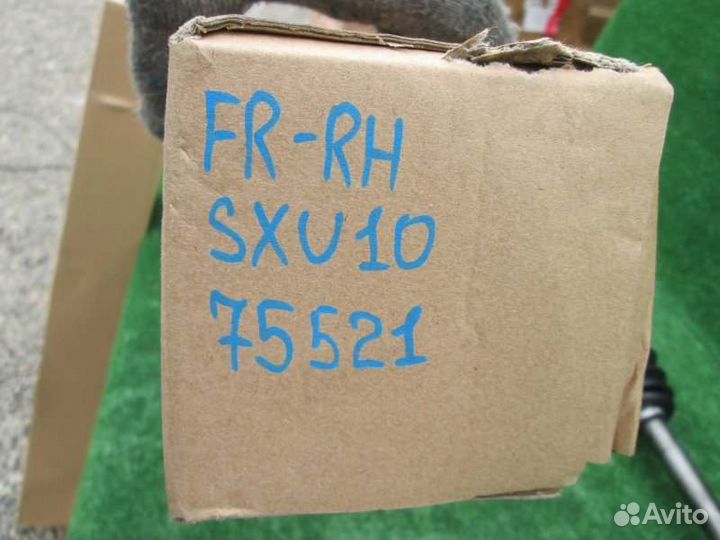 FR-RH
SXU10
75521
Avito